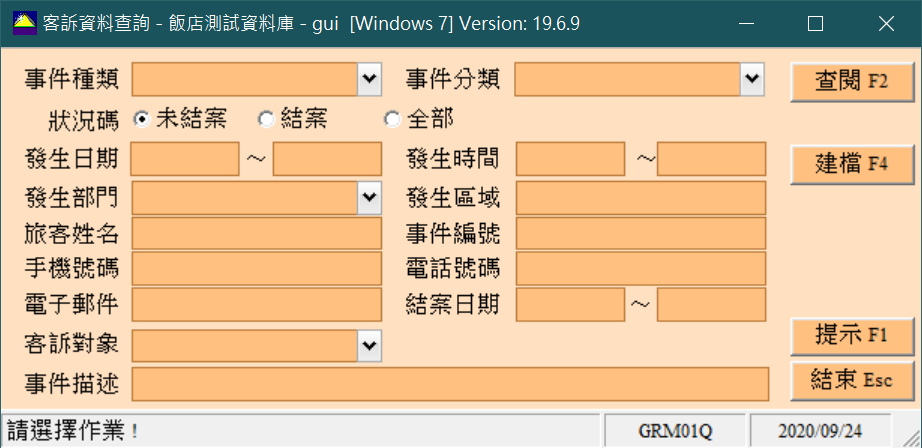 客訴資料查詢 - 飯店測試資料庫 - gui [Windows 7] Version: 19.6.9
事件種類 事件分類 查閱 F2
狀況碼 未結案 結案 全部
發生日期 ~ 發生時間 ~ 建檔 F4
發生部門 發生區域
旅客姓名 事件編號
手機號碼 電話號碼
電子郵件 結案日期 ~
客訴對象 提示 F1
事件描述 結束 Esc
請選擇作業！ GRM01Q 2020/09/24